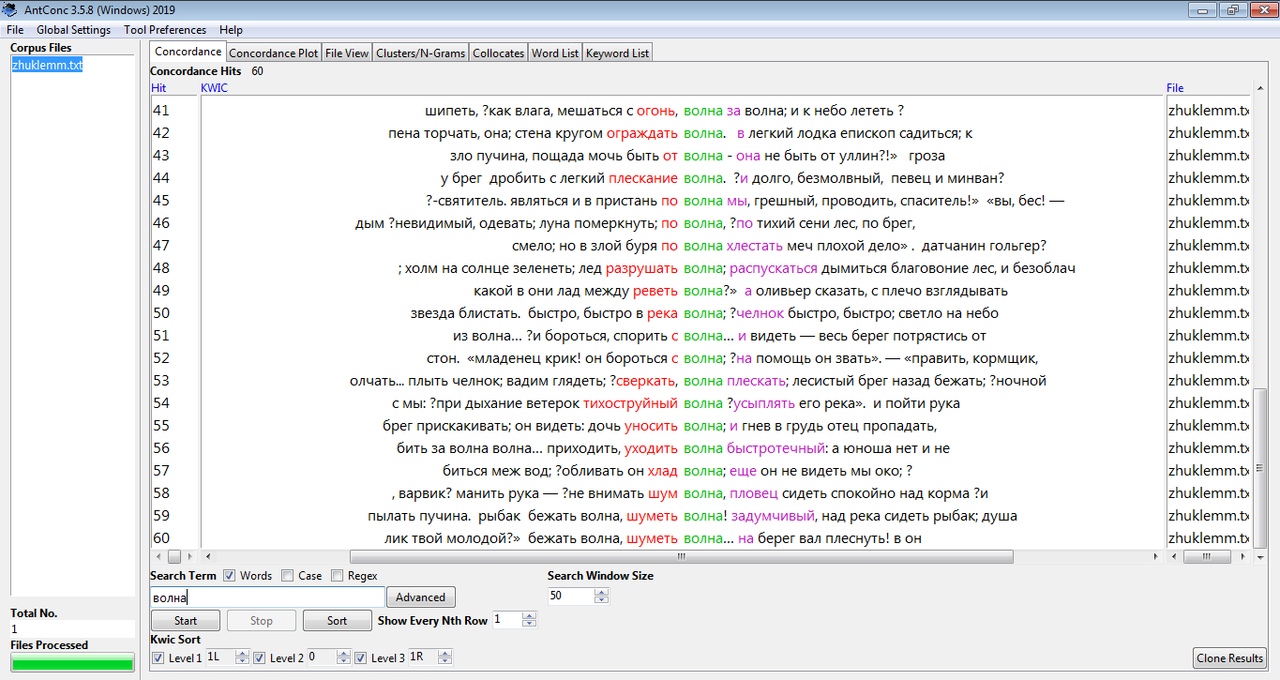 AntConc 3.5.8 (Windows) 2019
File Global Settings Tool Preferences Help
Corpus Files
zhuklemm.txt
Concordance Concordance Plot File View Clusters/N-Grams Collocates Word List Keyword List
Concordance Hits 60
Hit KWIC File
41 шипеть, ?как влага, мешаться с огонь, волна за волна; и к небо лететь ? zhuklemm.tx
42 пена торчать, она; стена кругом ограждать волна. в легкий лодка епископ садиться; к zhuklemm.tx
43 зло пучина, пощада мочь быть от волна - она не быть от уллин?!» гроза zhuklemm.tx
44 у брег дробить с легкий плескание волна. ?и долго, безмолвный, певец и минван? zhuklemm.tx
45 ?-святитель. являться и в пристань по волна мы, грешный, проводить, спаситель!» «вы, бес! — zhuklemm.tx
46 дым ?невидимый, одевать; луна померкнуть; по волна, ?по тихий сени лес, по брег, zhuklemm.tx
47 смело; но в злой буря по волна хлестать меч плохой дело» . датчанин гольгер? zhuklemm.tx
48 ; холм на солнце зеленеть; лед разрушать волна; распускаться дымиться благовоние лес, и безоблач zhuklemm.tx
49 какой в они лад между реветь волна?» а оливьер сказать, с плечо взглядывать zhuklemm.tx
50 звезда блистать. быстро, быстро в река волна; ?челнок быстро, быстро; светло на небо zhuklemm.tx
51 из волна... ?и бороться, спорить с волна... и видеть — весь берег потрястись от zhuklemm.tx
52 стон. «младенец крик! он бороться с волна; ?на помощь он звать». — «править, кормщик, zhuklemm.tx
53 олчать... плыть челнок; вадим глядеть; ?сверкать, волна плескать; лесистый брег назад бежать; ?ночной zhuklemm.tx
54 с мы: ?при дыхание ветерок тихоструйный волна ?усыплять его река». и пойти рука zhuklemm.tx
55 брег прискакивать; он видеть: дочь уносить волна; и гнев в грудь отец пропадать, zhuklemm.tx
56 бить за волна волна... приходить, уходить волна быстротечный: а юноша нет и не zhuklemm.tx
57 биться меж вод; ?обливать он хлад волна; еще он не видеть мы око; ? zhuklemm.tx
58 , варвик? манить рука — ?не внимать шум волна, пловец сидеть спокойно над корма ?и zhuklemm.tx
59 пылать пучина. рыбак бежать волна, шуметь волна! задумчивый, над река сидеть рыбак; душа zhuklemm.tx
60 лик твой молодой?» бежать волна, шуметь волна... на берег вал плеснуть! в он zhuklemm.tx
Search Term Words Case Regex Search Window Size
волна Advanced 50
Start Stop Sort Show Every Nth Row 1
Kwic Sort
Level 1 1L Level 2 0 Level 3 1R Clone Results
Total No.
1
Files Processed